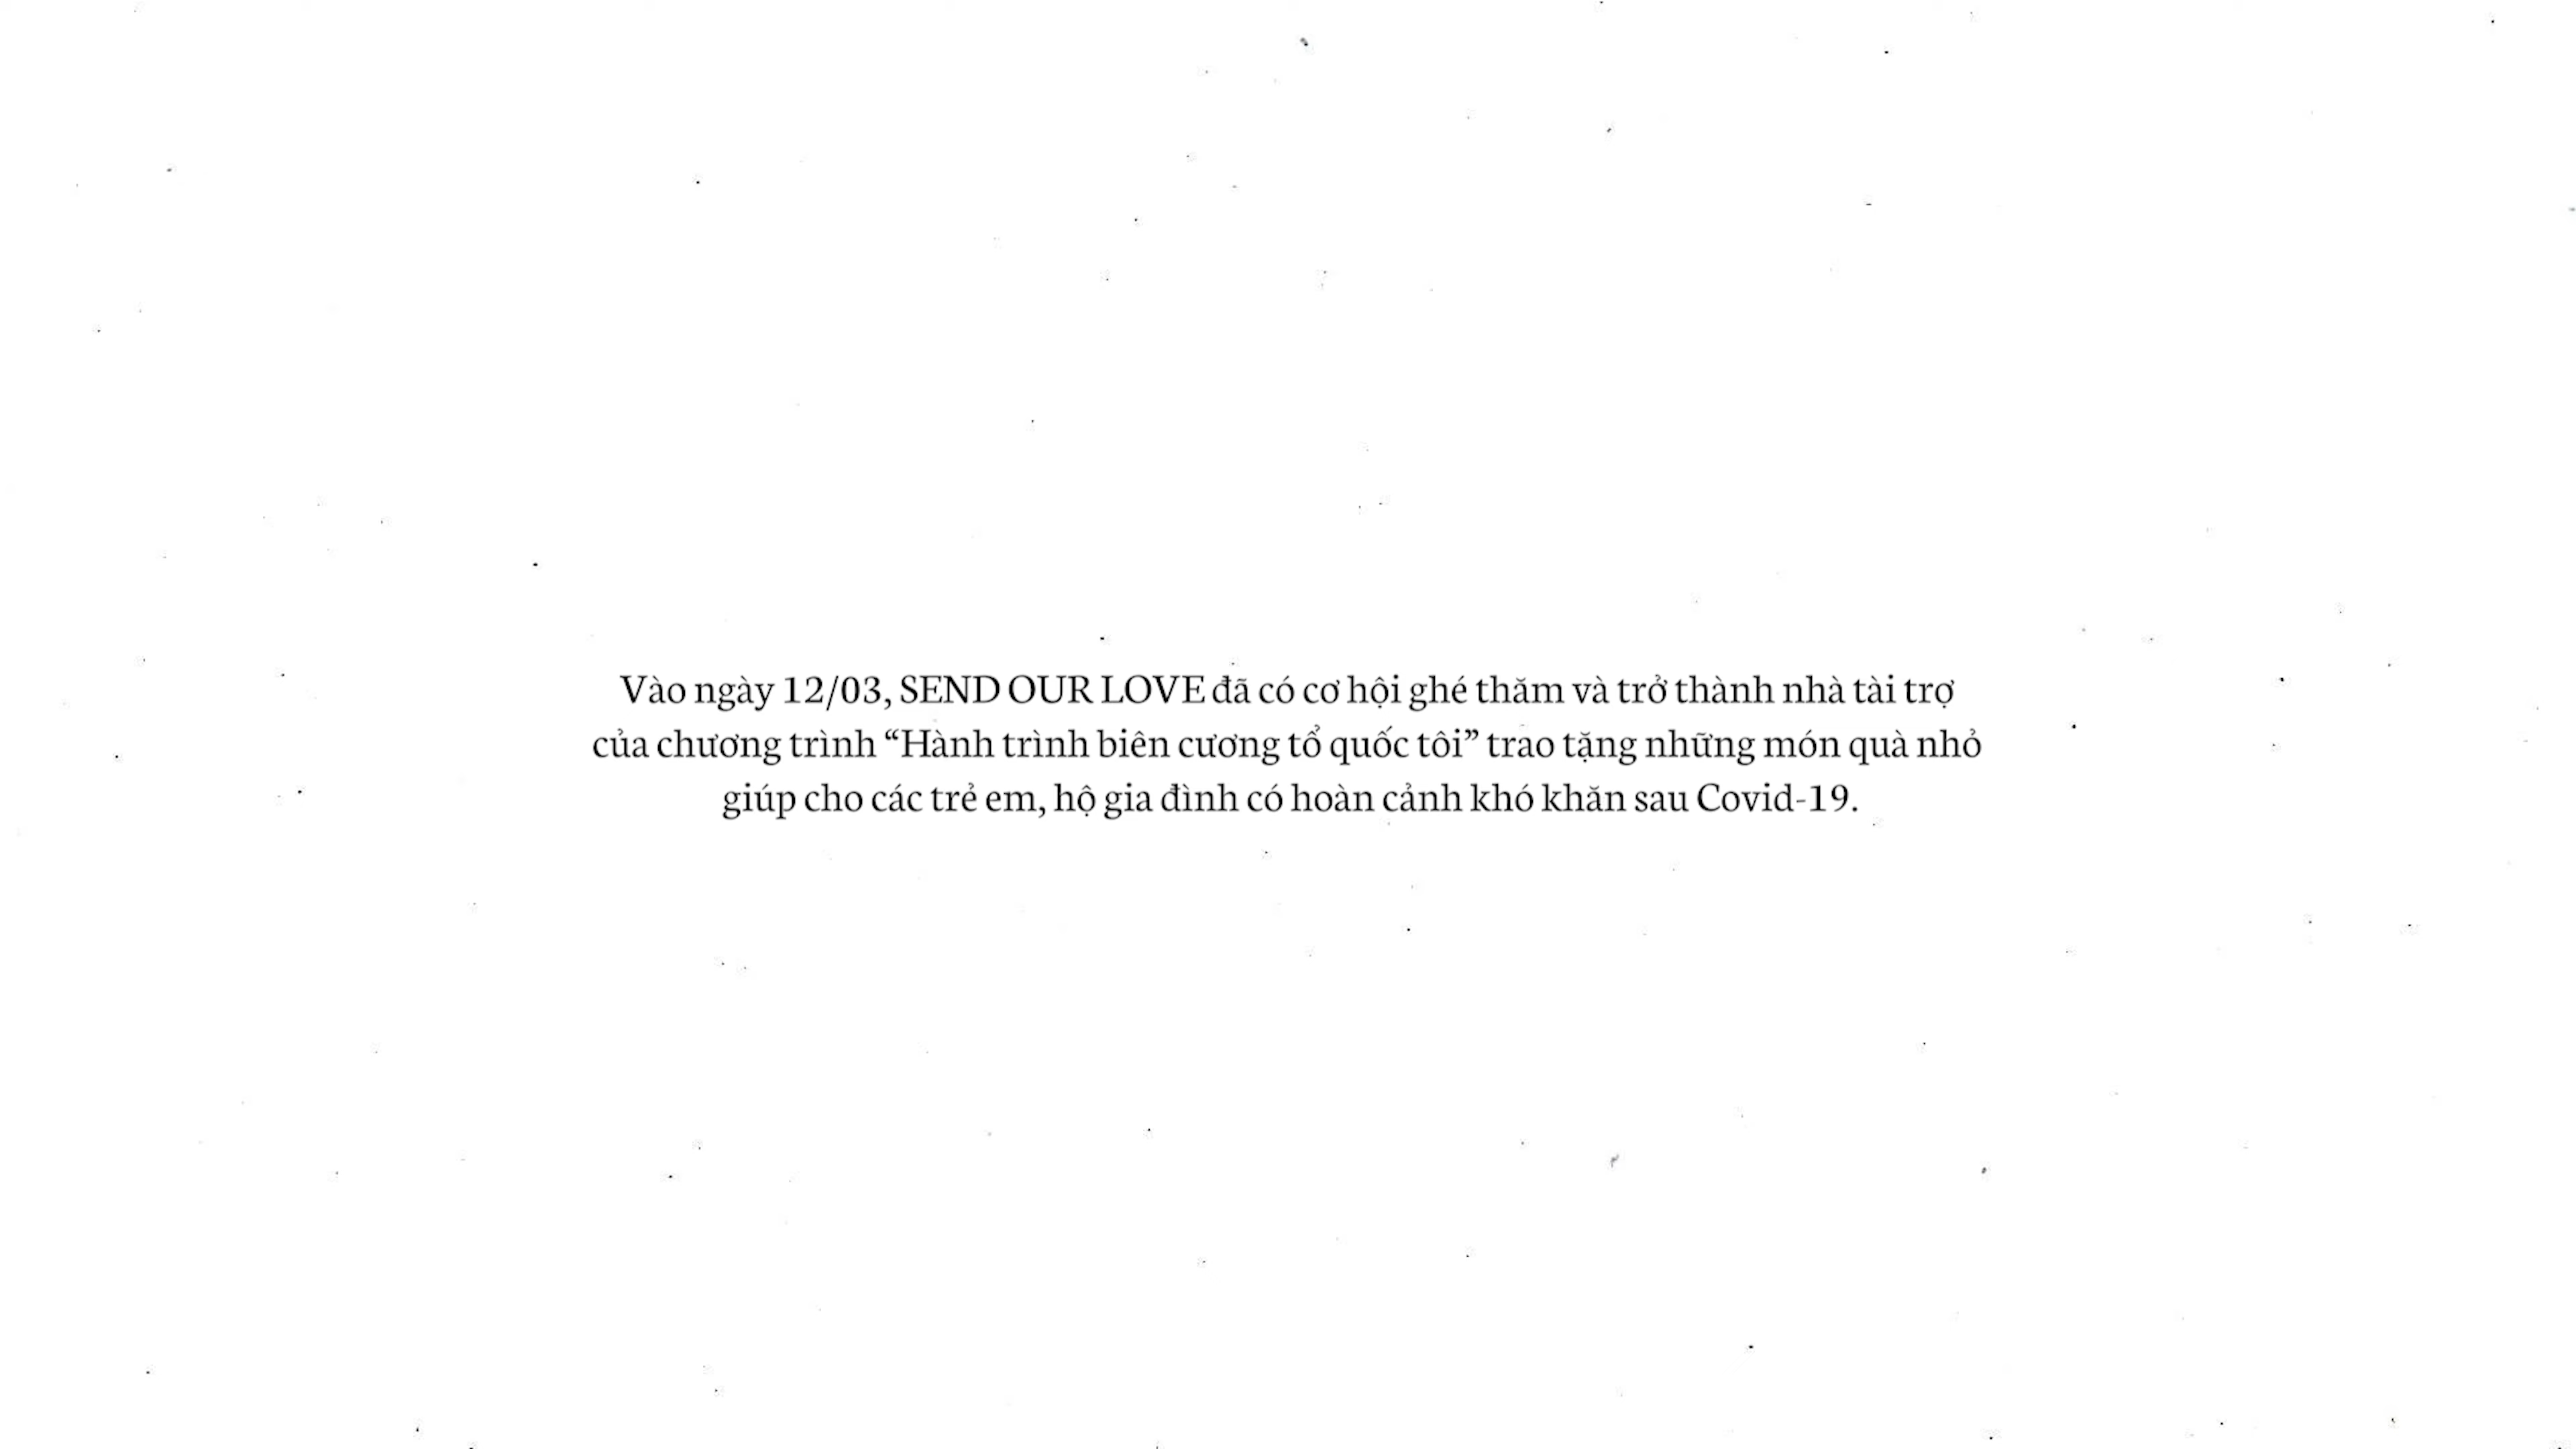 Vào ngày 12/03, SEND OUR LOVE đã có cơ hội ghé thăm và trở thành nhà tài trợ
của chương trình “Hành trình biên cương tổ quốc tôi” trao tặng những món quà nhỏ
giúp cho các trẻ em, hộ gia đình có hoàn cảnh khó khăn sau Covid-19.